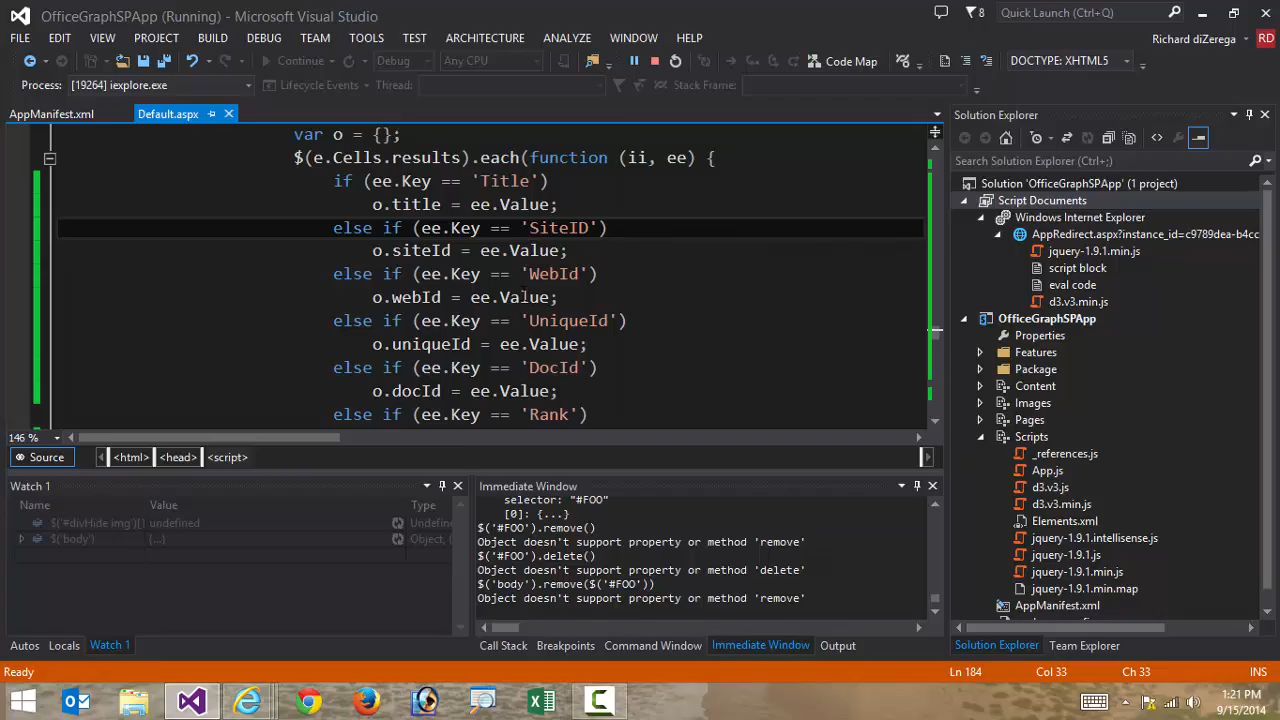 OfficeGraphSPApp (Running) - Microsoft Visual Studio
8
Quick Launch (Ctrl+Q)
FILE EDIT VIEW PROJECT BUILD DEBUG TEAM TOOLS TEST ARCHITECTURE ANALYZE WINDOW HELP
Richard diZerega
RD
Continue
Debug
Any CPU
Code Map
DOCTYPE: XHTML5
Process: [19264] iexplore.exe
Lifecycle Events
Thread:
Stack Frame:
AppManifest.xml
Default.aspx
var o = {};
$(e.Cells.results).each(function (ii, ee) {
if (ee.Key == 'Title')
o.title = ee.Value;
else if (ee.Key == 'SiteID')
o.siteId = ee.Value;
else if (ee.Key == 'WebId')
o.webId = ee.Value;
else if (ee.Key == 'UniqueId')
o.uniqueId = ee.Value;
else if (ee.Key == 'DocId')
o.docId = ee.Value;
else if (ee.Key == 'Rank')
146 %
Source
<html> <head> <script>
Watch 1
Name Value Type
$('#divHide img')[ undefined Undefin
$('body') {...} Object, (
Autos Locals Watch 1
Immediate Window
selector: "#FOO"
[0]: {...}
$('#FOO').remove()
Object doesn't support property or method 'remove'
$('#FOO').delete()
Object doesn't support property or method 'delete'
$('body').remove($('#FOO'))
Object doesn't support property or method 'remove'
Call Stack Breakpoints Command Window Immediate Window Output
Solution Explorer
Search Solution Explorer
Solution 'OfficeGraphSPApp' (1 project)
Script Documents
Windows Internet Explorer
AppRedirect.aspx?instance_id=c9789dea-b4cc
jquery-1.9.1.min.js
script block
eval code
d3.v3.min.js
OfficeGraphSPApp
Properties
Features
Package
Content
Images
Pages
Scripts
_references.js
App.js
d3.v3.js
d3.v3.min.js
Elements.xml
jquery-1.9.1.intellisense.js
jquery-1.9.1.js
jquery-1.9.1.min.js
jquery-1.9.1.min.map
AppManifest.xml
Solution Explorer Team Explorer
Ready
Ln 184 Col 33 Ch 33 INS
1:21 PM
9/15/2014